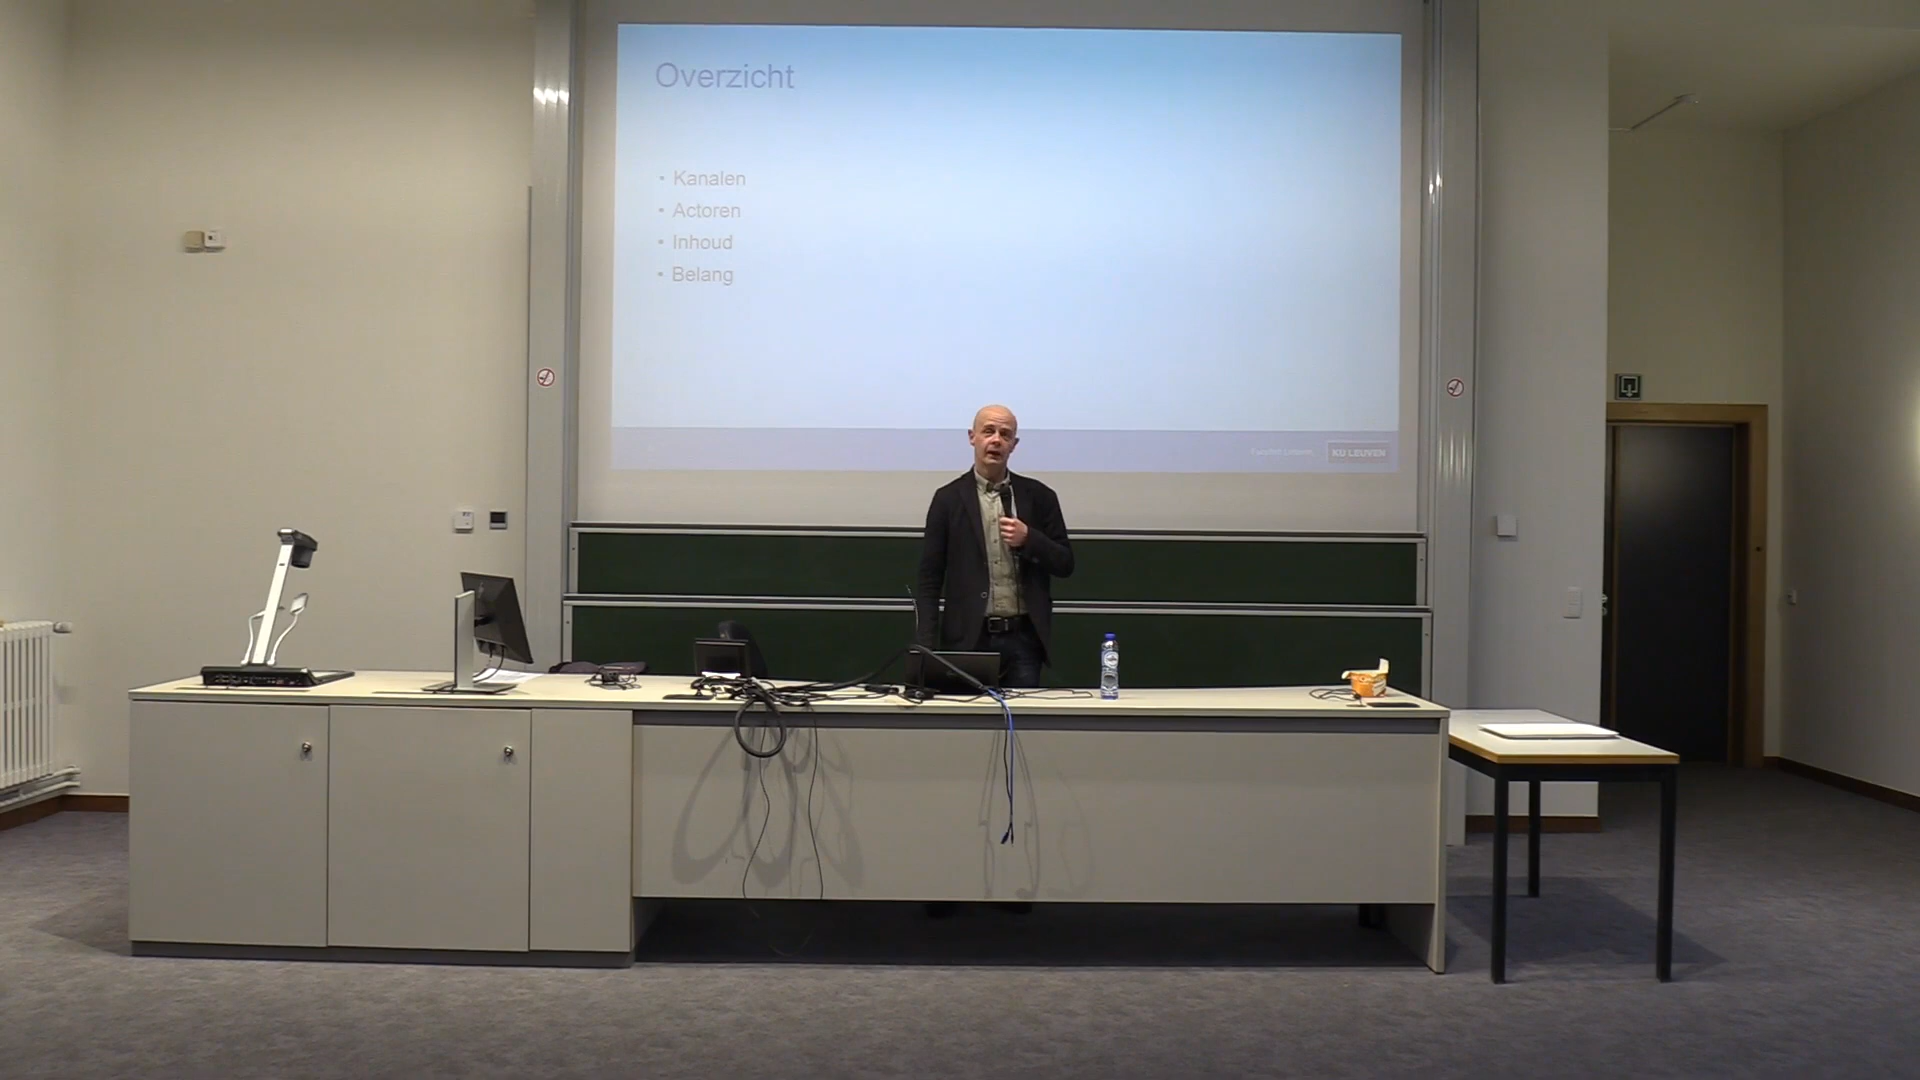 Overzicht
• Kanalen
• Actoren
• Inhoud
• Belang
KU LEUVEN